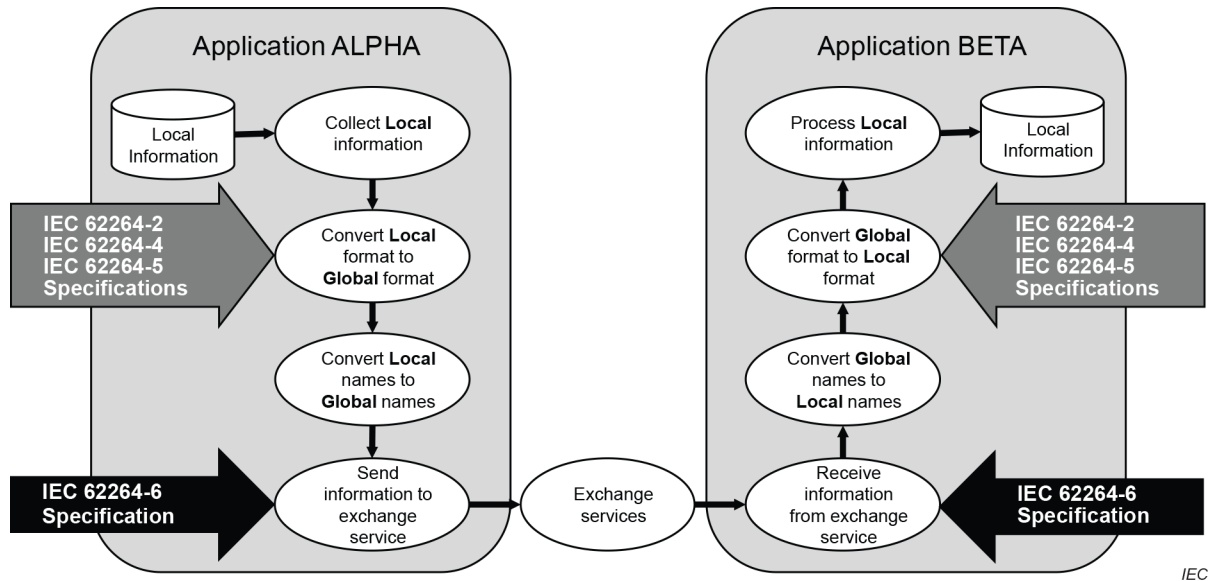 Application ALPHA
Local
Information
Collect Local
information
IEC 62264-2
IEC 62264-4
IEC 62264-5
Specifications
Convert Local
format to
Global format
Convert Local
names to
Global names
IEC 62264-6
Specification
Send
information to
exchange
service
Exchange
services
Application BETA
Process Local
information
Local
Information
Convert Global
format to Local
format
IEC 62264-2
IEC 62264-4
IEC 62264-5
Specifications
Convert Global
names to
Local names
Receive
information
from exchange
service
IEC 62264-6
Specification
IEC